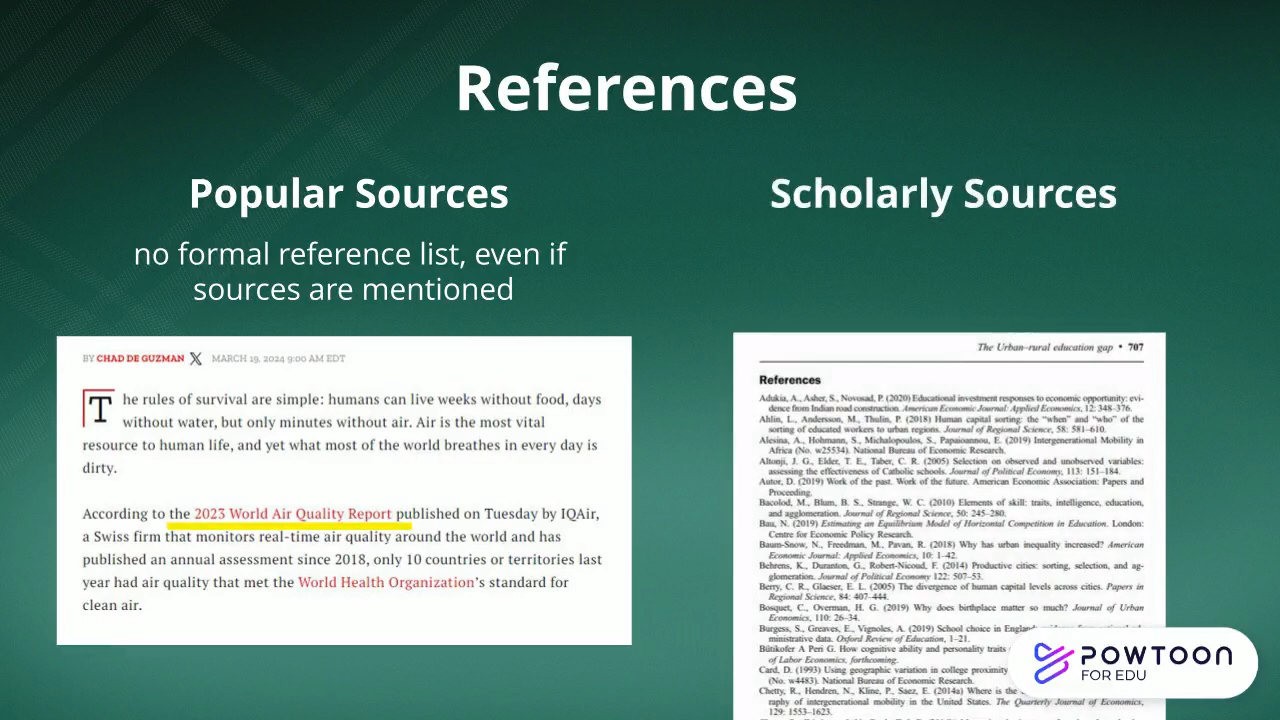 References
Popular Sources
no formal reference list, even if
sources are mentioned
BY CHAD DE GUZMAN X MARCH 19, 2024 9:00 AM EDT
The rules of survival are simple: humans can live weeks without food, days
without water, but only minutes without air. Air is the most vital
resource to human life, and yet what most of the world breathes in every day is
dirty.
According to the 2023 World Air Quality Report published on Tuesday by IQAir,
a Swiss firm that monitors real-time air quality around the world and has
published an annual assessment since 2018, only 10 countries or territories last
year had air quality that met the World Health Organization's standard for
clean air.
Scholarly Sources
The Urban–rural education gap • 707
References
Adukia, A., Asher, S., Novosad, P. (2020) Educational investment responses to economic opportunity: evi-
dence from Indian road construction. American Economic Journal: Applied Economics, 12: 348–376.
Ahlin, L., Andersson, M., Thulin, P. (2018) Human capital sorting: the “when” and “who” of the
sorting of educated workers to urban regions. Journal of Regional Science, 58: 581–610.
Alesina, A., Hohmann, S., Michalopoulos, S., Papaioannou, E. (2019) Intergenerational Mobility in
Africa (No. w25534). National Bureau of Economic Research.
Altonji, J. G., Elder, T. E., Taber, C. R. (2005) Selection on observed and unobserved variables:
assessing the effectiveness of Catholic schools. Journal of Political Economy, 113: 151–184.
Autor, D. (2019) Work of the past. Work of the future. American Economic Association: Papers and
Proceeding.
Bacolod, M., Blum, B. S., Strange, W. C. (2010) Elements of skill: traits, intelligence, education,
and agglomeration. Journal of Regional Science, 50: 245–280.
Bau, N. (2019) Estimating an Equilibrium Model of Horizontal Competition in Education. London:
Centre for Economic Policy Research.
Baum-Snow, N., Freedman, M., Pavan, R. (2018) Why has urban inequality increased? American
Economic Journal: Applied Economics, 10: 1–42.
Behrens, K., Duranton, G., Robert-Nicoud, F. (2014) Productive cities: sorting, selection, and ag-
glomeration. Journal of Political Economy 122: 507–53.
Berry, C. R., Glaeser, E. L. (2005) The divergence of human capital levels across cities. Papers in
Regional Science, 84: 407–444.
Bosquet, C., Overman, H. G. (2019) Why does birthplace matter so much? Journal of Urban
Economics, 110: 26–34.
Burgess, S., Greaves, E., Vignoles, A. (2019) School choice in England
ministrative data. Oxford Review of Education, 1–21.
Bütikofer A Peri G. How cognitive ability and personality traits
of Labor Economics, forthcoming.
Card, D. (1993) Using geographic variation in college proximity
(No. w4483). National Bureau of Economic Research.
Chetty, R., Hendren, N., Kline, P., Saez, E. (2014a) Where is the
raphy of intergenerational mobility in the United States. The Quarterly Journal of Economics,
129: 1553–1623.
POWTOON
FOR EDU